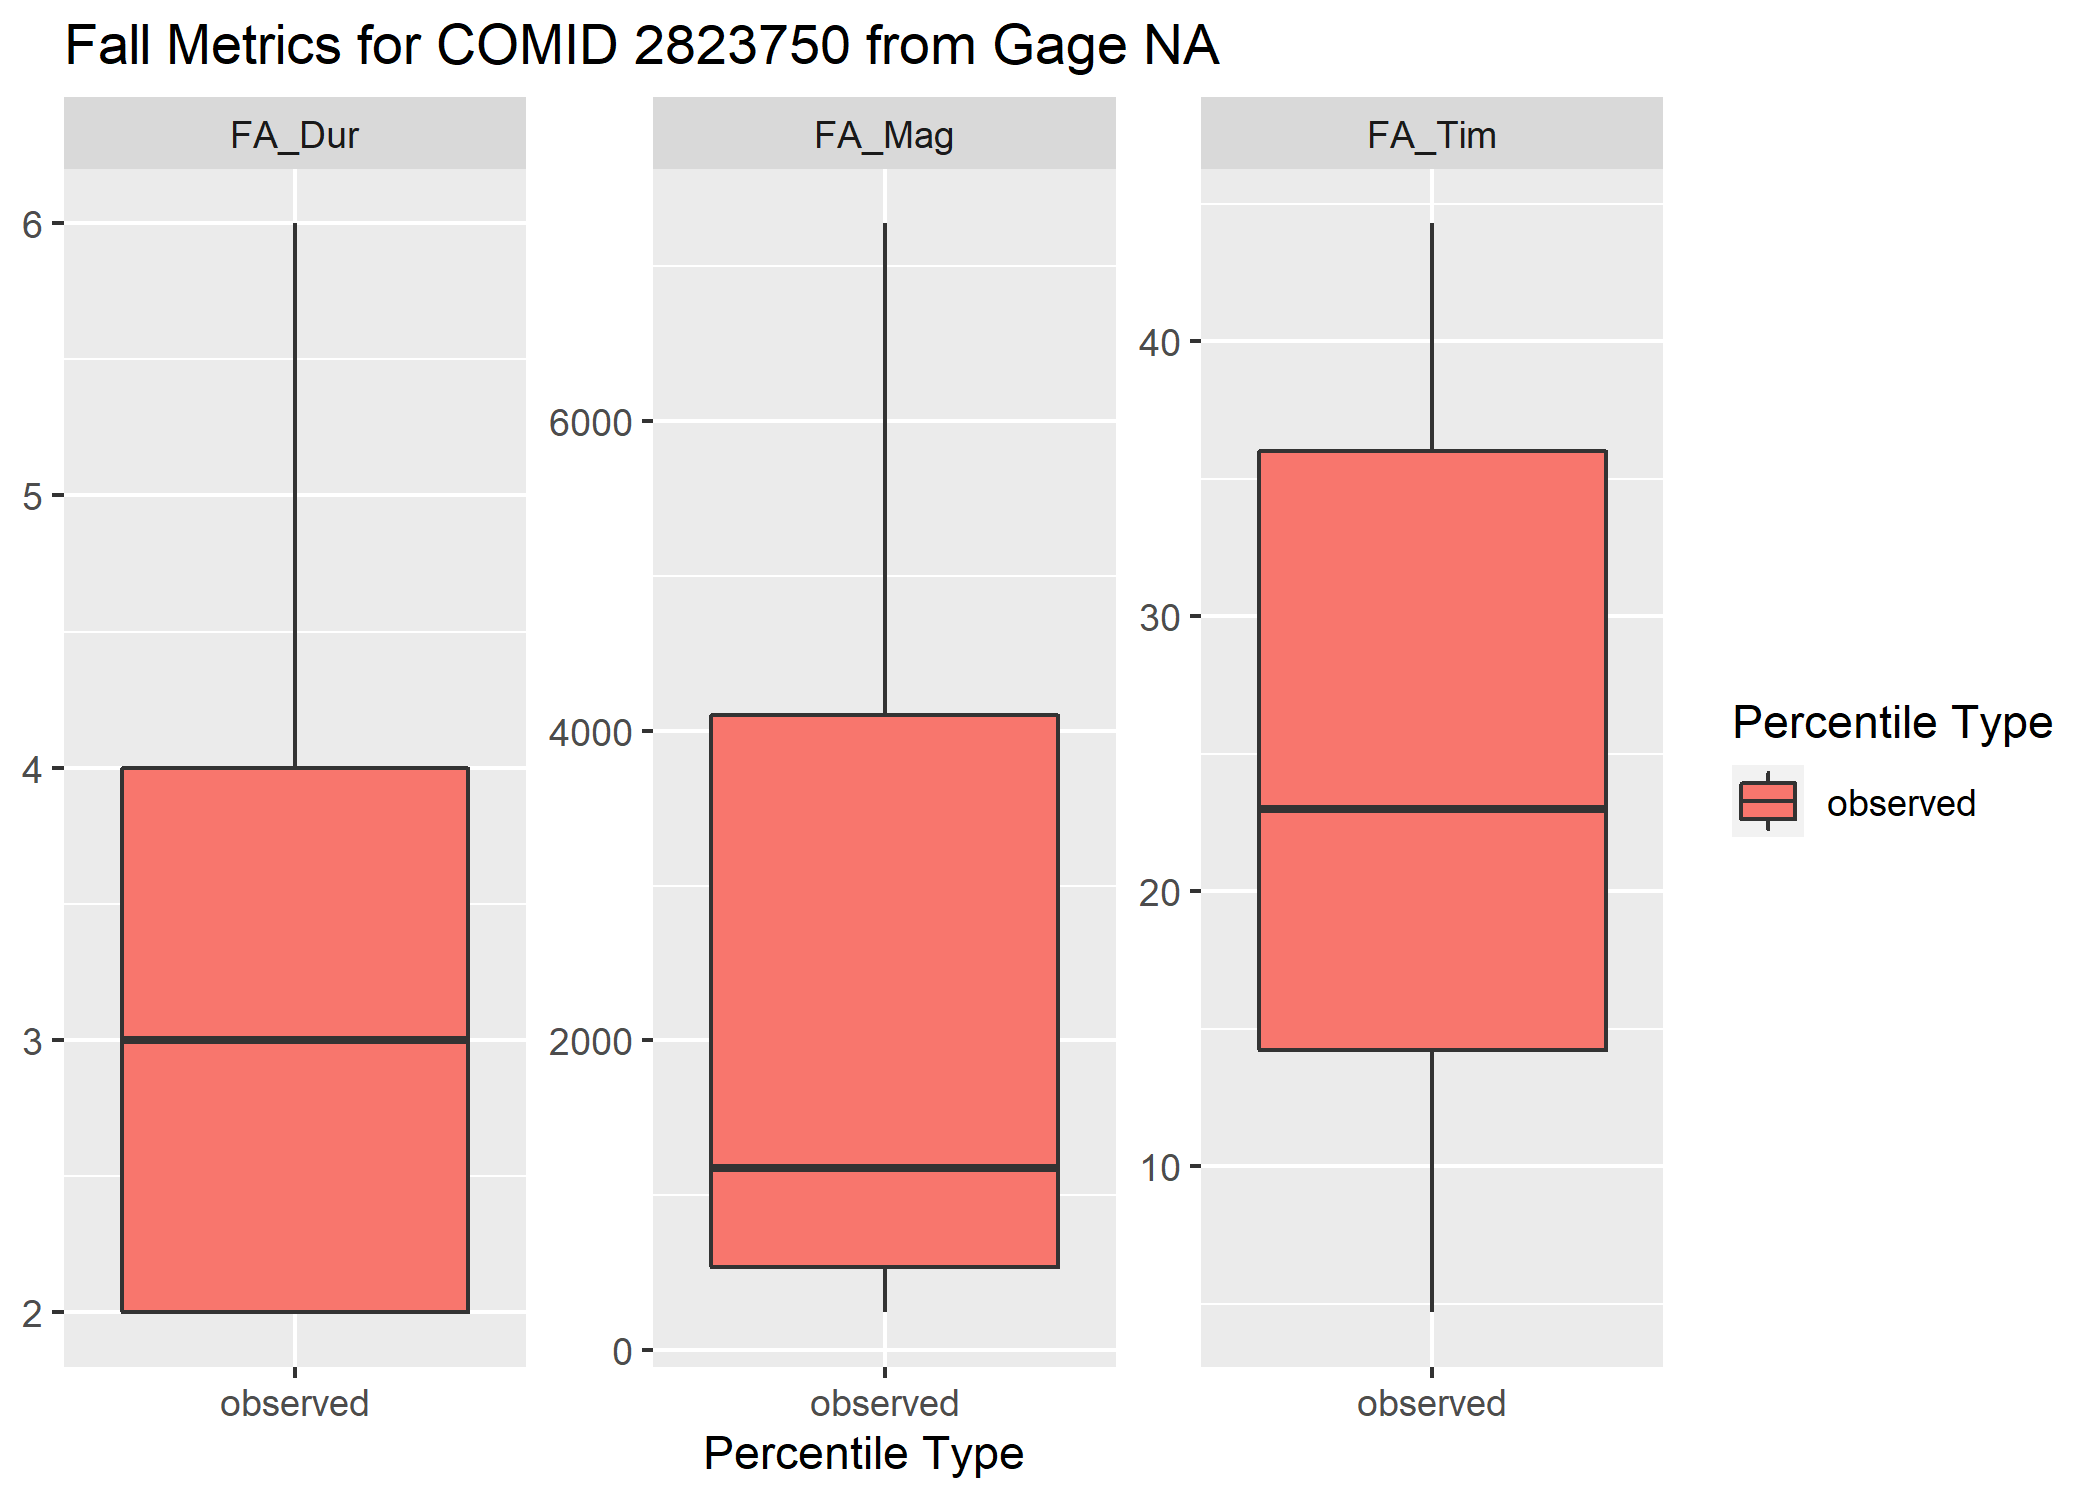 Fall Metrics for COMID 2823750 from Gage NA
FA_Dur
FA_Mag
FA_Tim
6
5
4
3
2
6000
4000
2000
0
40
30
20
10
observed
observed
observed
Percentile Type
Percentile Type
observed